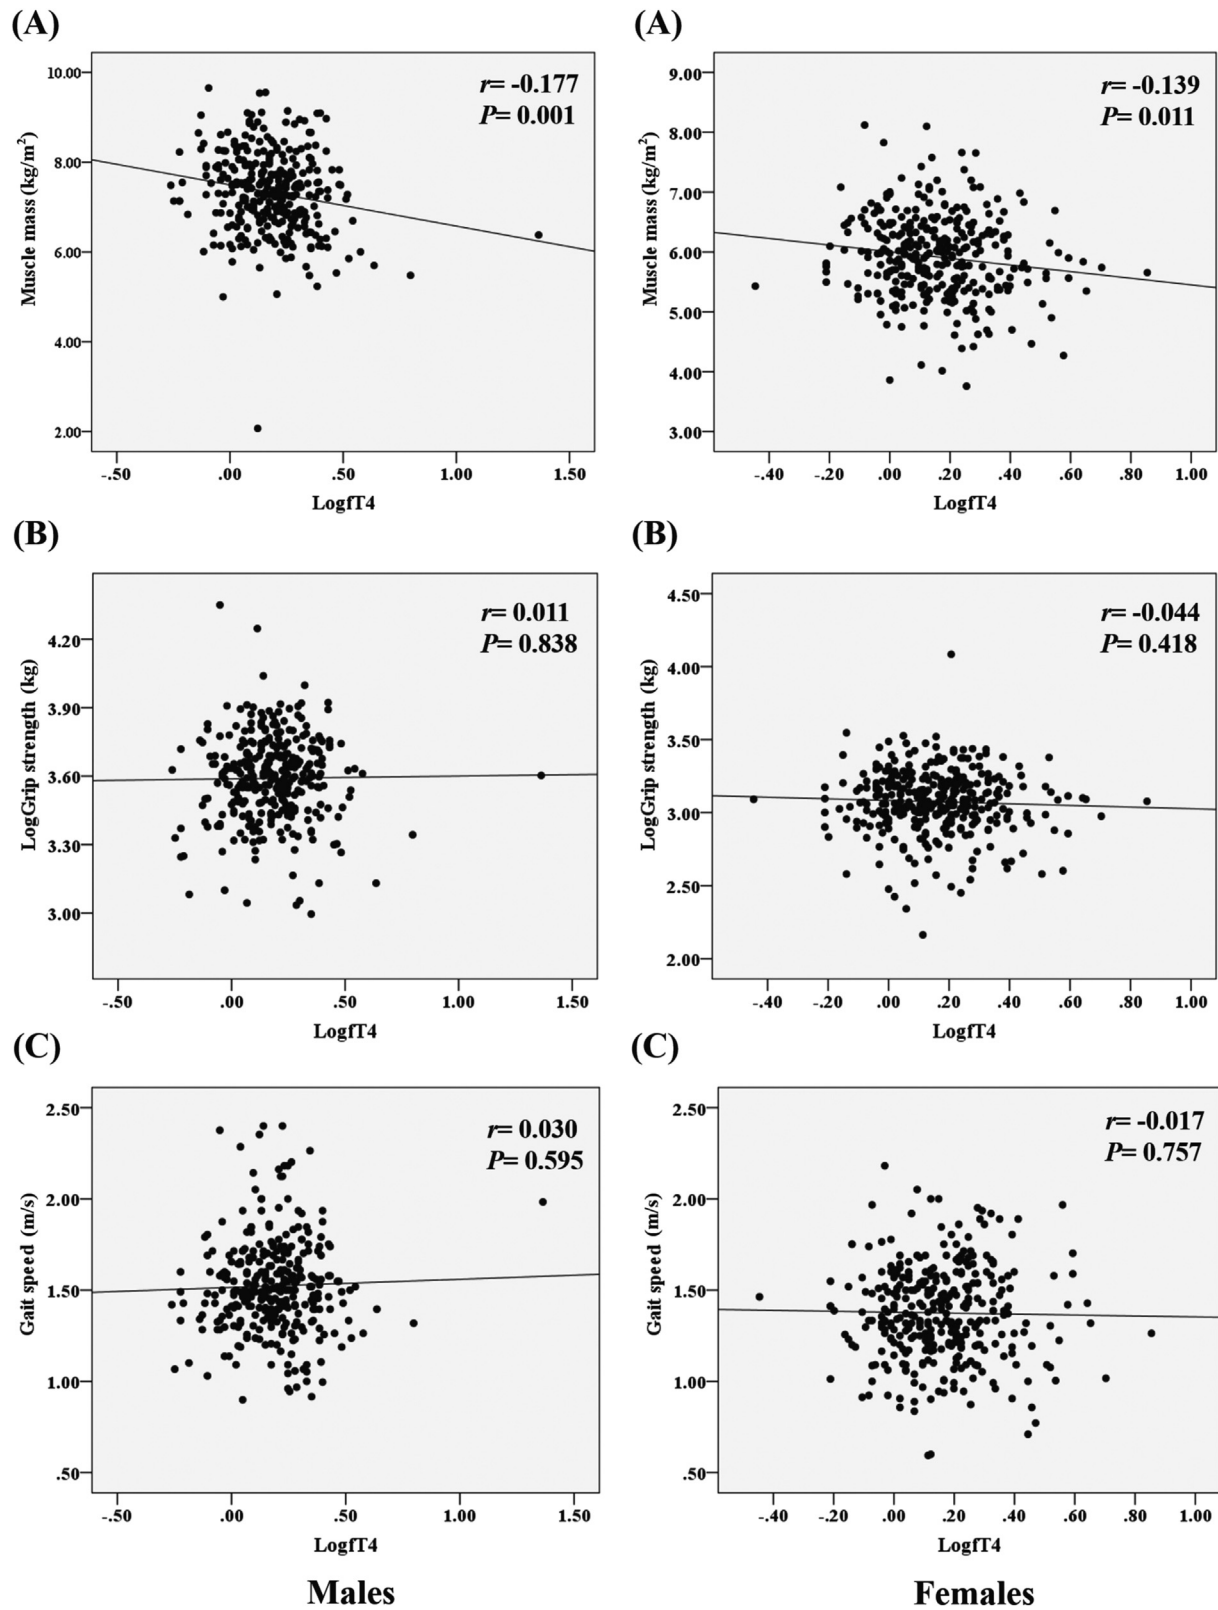 (A)
10.00
8.00
6.00
4.00
2.00
Muscle mass (kg/m²)
r= -0.177
P= 0.001
-.50 .00 .50 1.00 1.50
LogfT4
(A)
9.00
8.00
7.00
6.00
5.00
4.00
3.00
Muscle mass (kg/m²)
r= -0.139
P= 0.011
-.40 -.20 .00 .20 .40 .60 .80 1.00
LogfT4
(B)
4.20
3.90
3.60
3.30
3.00
LogGrip strength (kg)
r= 0.011
P= 0.838
-.50 .00 .50 1.00 1.50
LogfT4
(B)
4.50
4.00
3.50
3.00
2.50
2.00
LogGrip strength (kg)
r= -0.044
P= 0.418
-.40 -.20 .00 .20 .40 .60 .80 1.00
LogfT4
(C)
2.50
2.00
1.50
1.00
.50
Gait speed (m/s)
r= 0.030
P= 0.595
-.50 .00 .50 1.00 1.50
LogfT4
(C)
2.50
2.00
1.50
1.00
.50
Gait speed (m/s)
r= -0.017
P= 0.757
-.40 -.20 .00 .20 .40 .60 .80 1.00
LogfT4
Males
Females